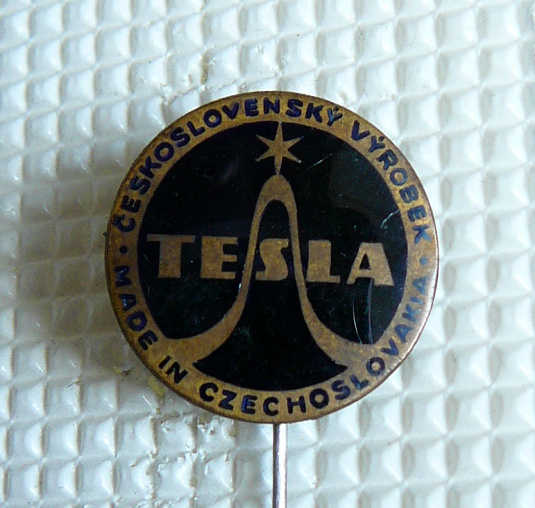 ČESKOSLOVENSKÝ VÝROBEK
TESLA
• MADE IN CZECHOSLOVAKIA •